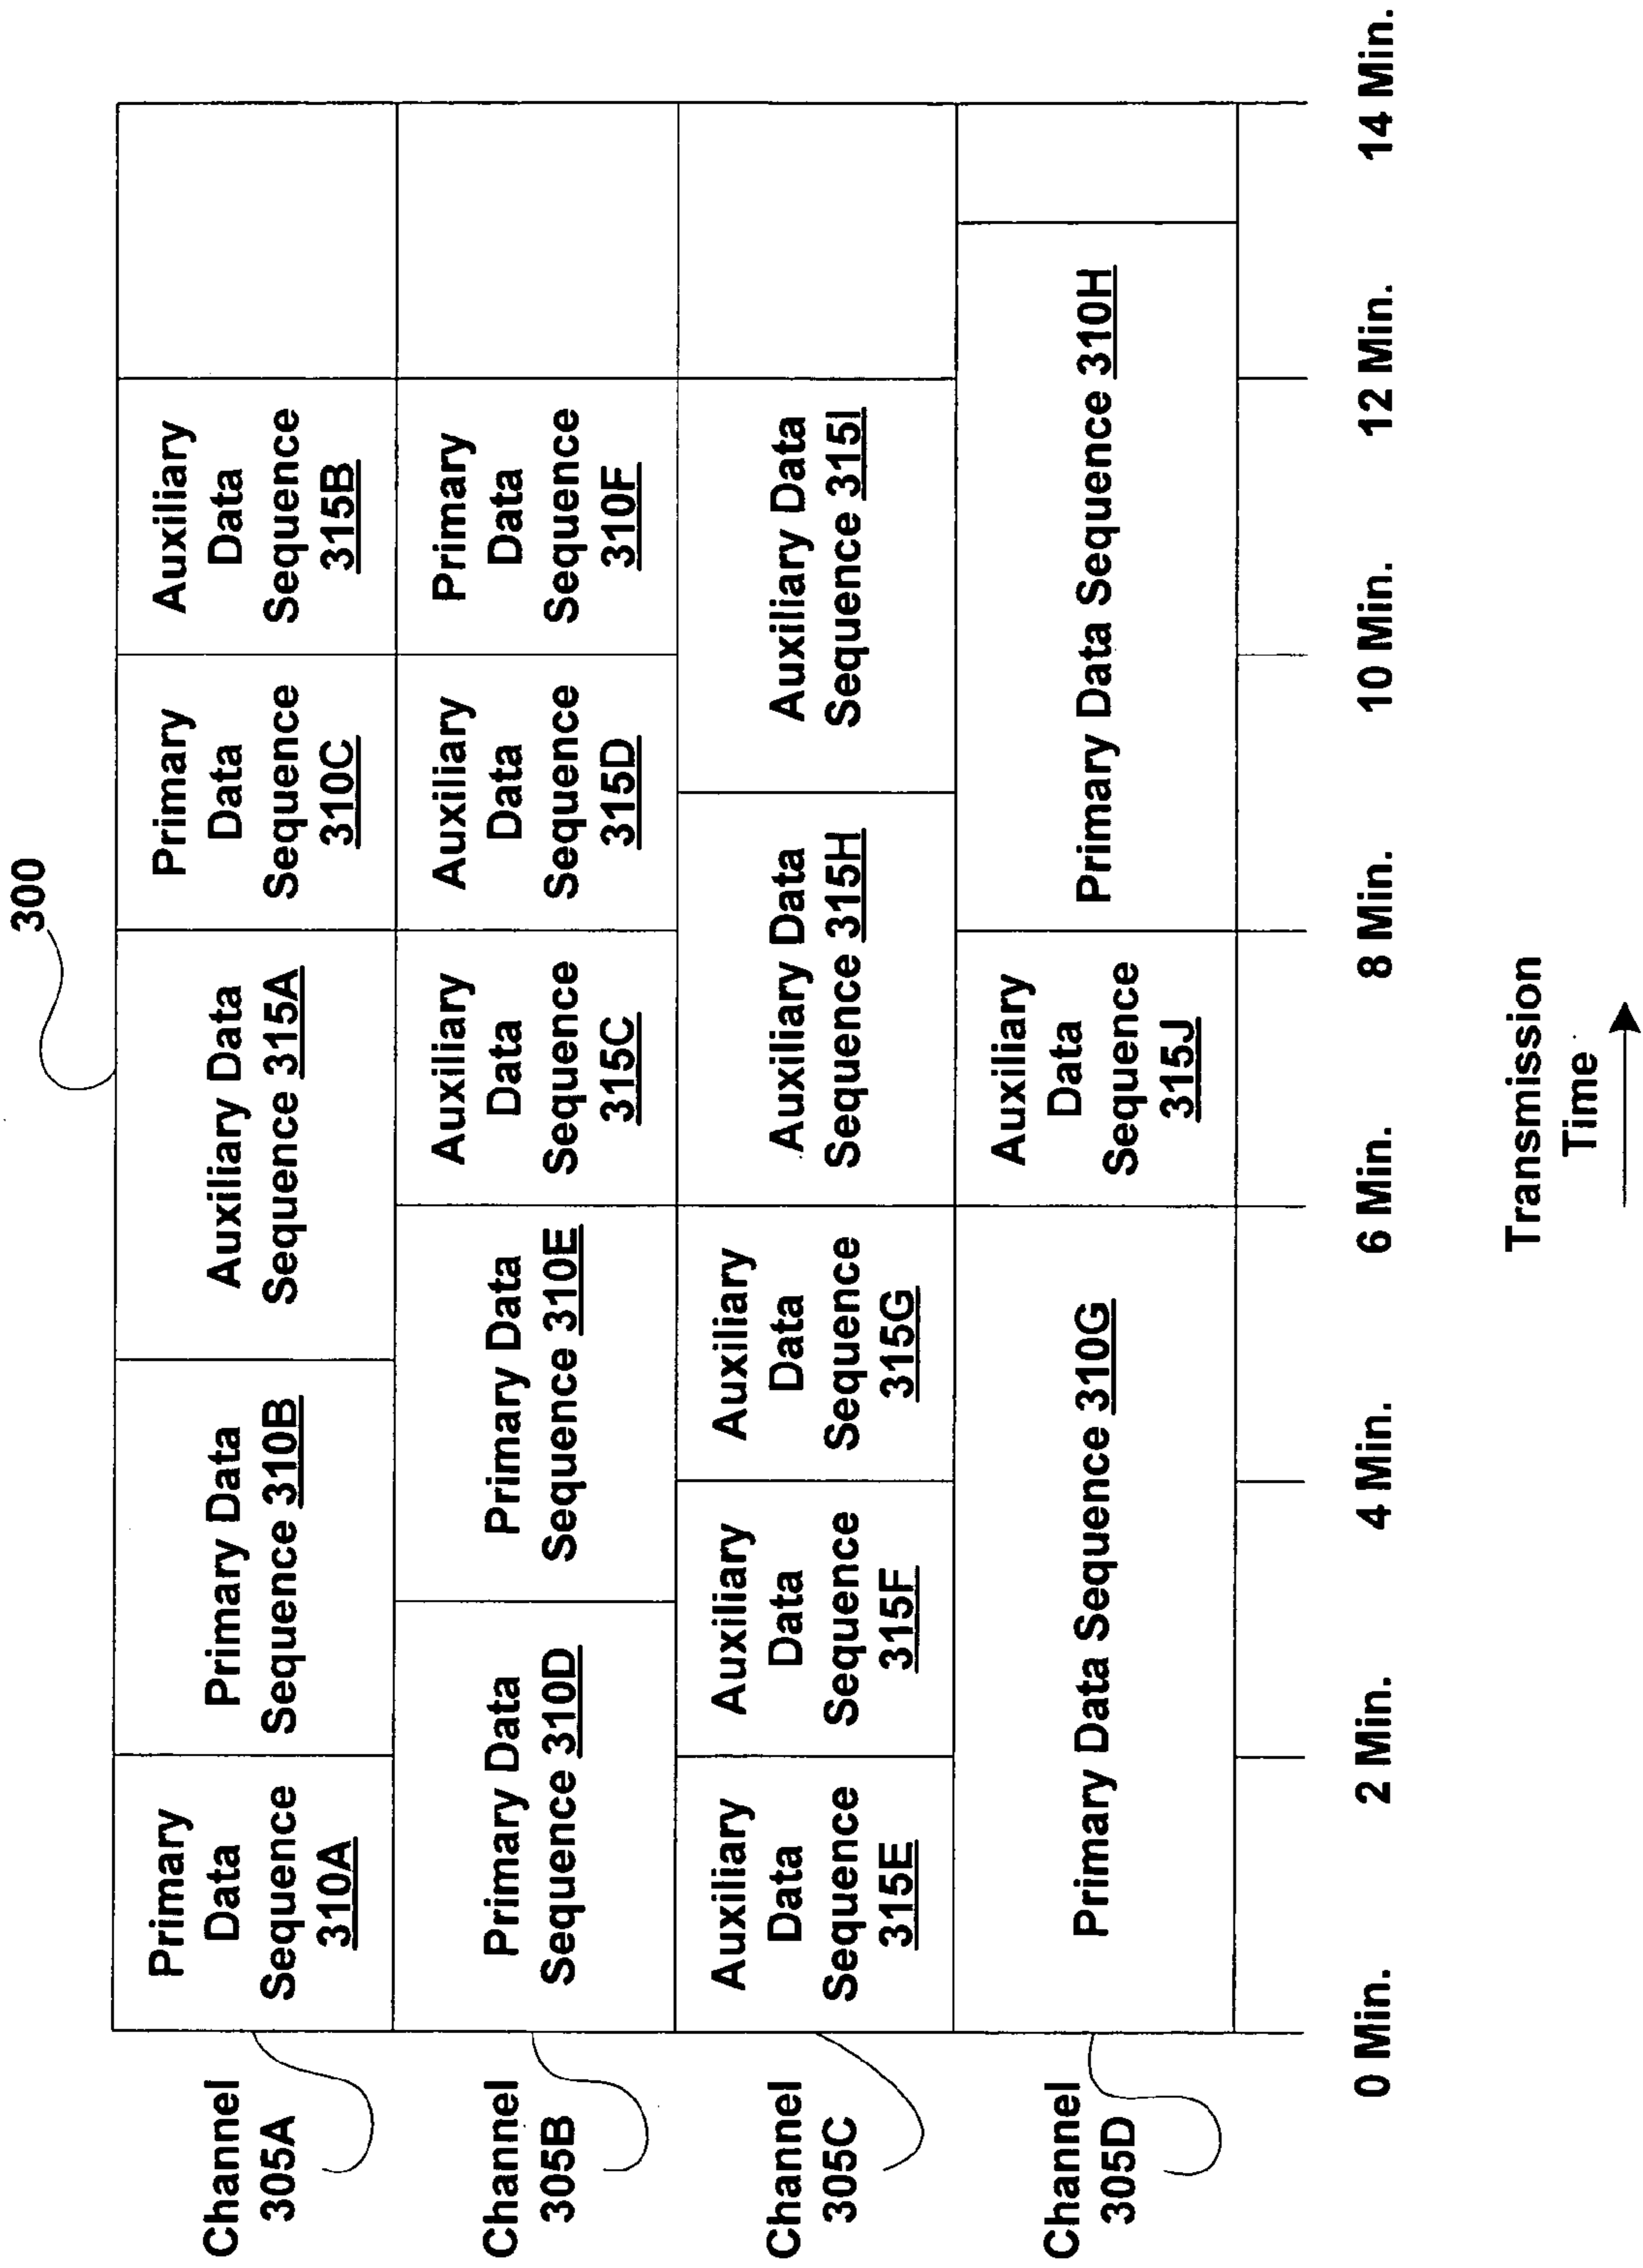 300
Channel
305A
Primary
Data
Sequence
310A
Primary Data
Sequence 310B
Auxiliary Data
Sequence 315A
Primary
Data
Sequence
310C
Auxiliary
Data
Sequence
315B
Channel
305B
Primary Data
Sequence 310D
Primary Data
Sequence 310E
Auxiliary
Data
Sequence
315C
Auxiliary
Data
Sequence
315D
Primary
Data
Sequence
310F
Channel
305C
Auxiliary
Data
Sequence
315E
Auxiliary
Data
Sequence
315F
Auxiliary
Data
Sequence
315G
Auxiliary Data
Sequence 315H
Auxiliary Data
Sequence 315I
Channel
305D
Primary Data Sequence 310G
Auxiliary
Data
Sequence
315J
Primary Data Sequence 310H
0 Min.
2 Min.
4 Min.
6 Min.
8 Min.
10 Min.
12 Min.
14 Min.
Transmission
Time